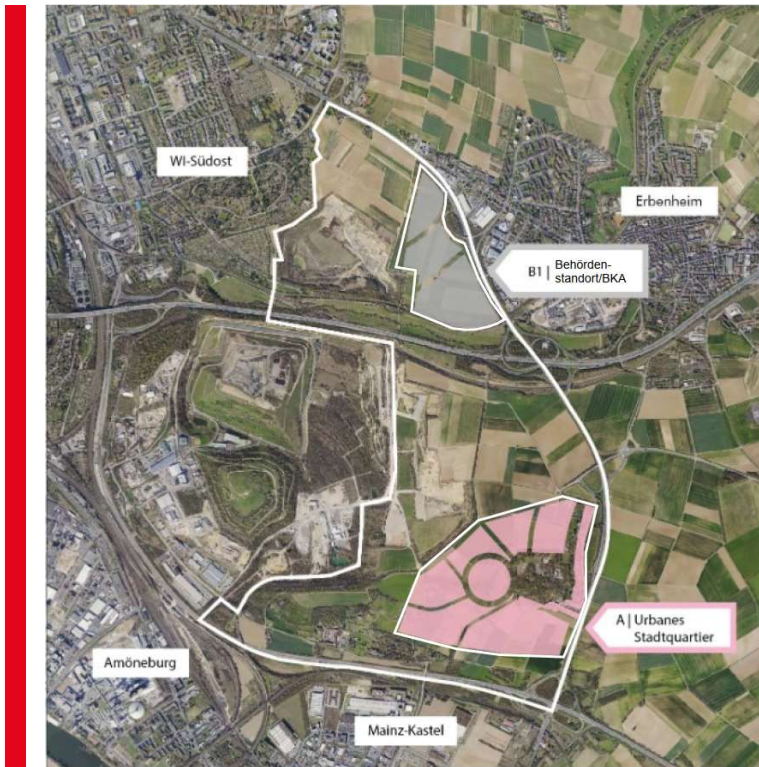 WI-Südost
Erbenheim
B1 | Behörden-
standort/BKA
A | Urbanes
Stadtquartier
Amöneburg
Mainz-Kastel